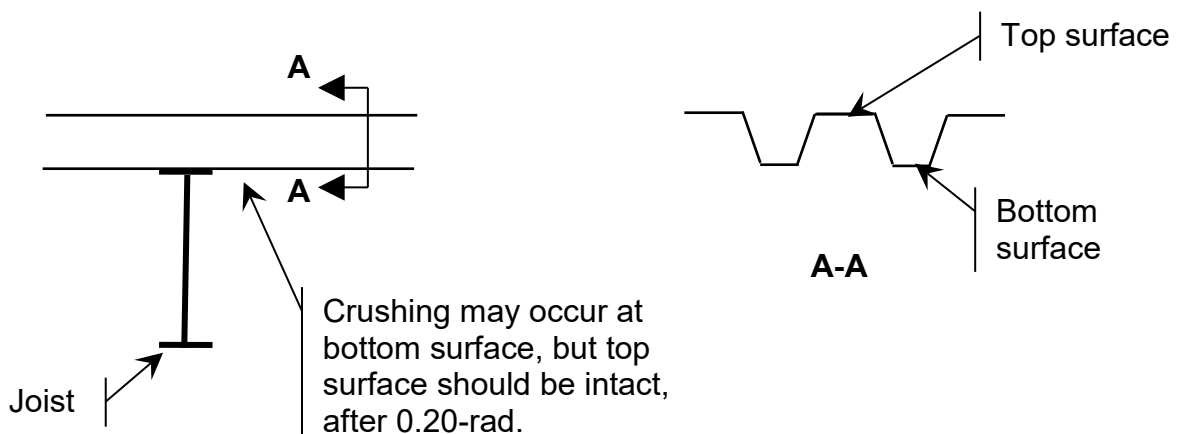 A
A
Joist
Crushing may occur at
bottom surface, but top
surface should be intact,
after 0.20-rad.
Top surface
Bottom
surface
A-A